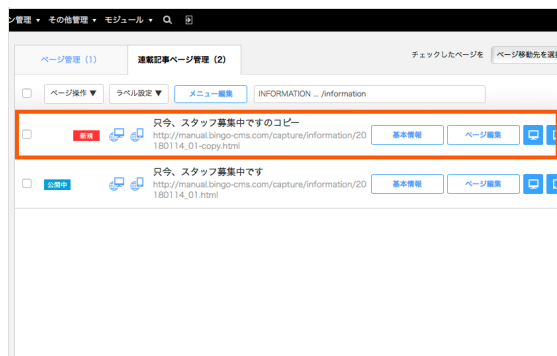 ン管理 ▾ その他管理 ▾ モジュール ▾
ページ管理（1） 連載記事ページ管理（2） チェックしたページを ページ移動先を選
ページ操作 ▼ ラベル設定 ▼ メニュー編集 INFORMATION ... /information
只今、スタッフ募集中ですのコピー
新規 http://manual.bingo-cms.com/capture/information/20 基本情報 ページ編集
180114_01-copy.html
只今、スタッフ募集中です
公開中 http://manual.bingo-cms.com/capture/information/20 基本情報 ページ編集
180114_01.html